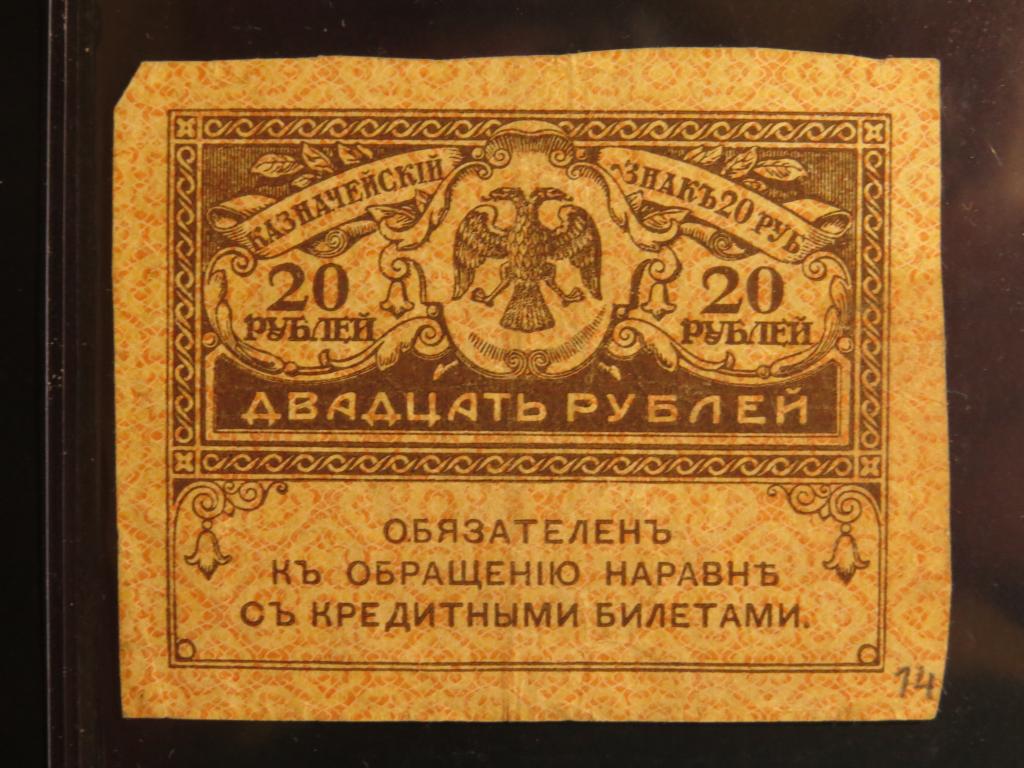 КАЗНАЧЕЙСКІЙ
ЗНАКЪ 20 РУБ
20
РУБЛЕЙ
20
РУБЛЕЙ
ДВАДЦАТЬ РУБЛЕЙ
ОБЯЗАТЕЛЕНЪ
КЪ ОБРАЩЕНІЮ НАРАВНѢ
СЪ КРЕДИТНЫМИ БИЛЕТАМИ.
14